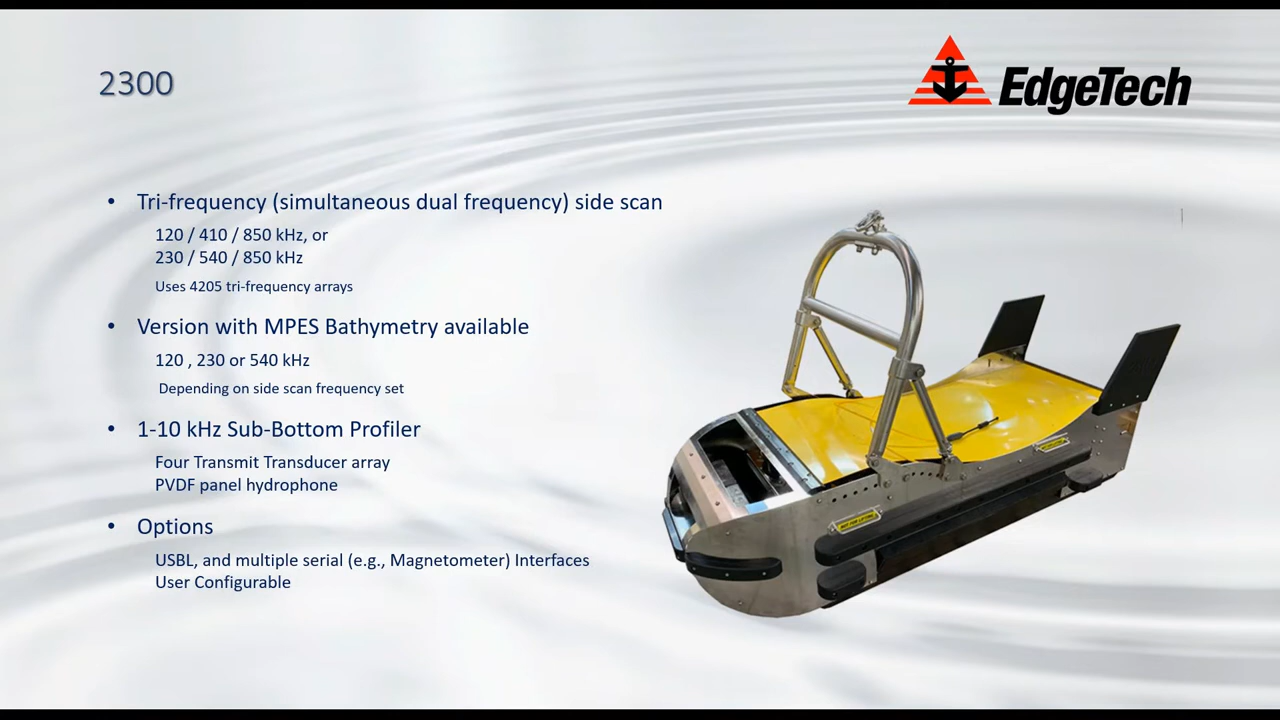 2300
EdgeTech
• Tri-frequency (simultaneous dual frequency) side scan
120 / 410 / 850 kHz, or
230 / 540 / 850 kHz
Uses 4205 tri-frequency arrays
• Version with MPES Bathymetry available
120 , 230 or 540 kHz
Depending on side scan frequency set
• 1-10 kHz Sub-Bottom Profiler
Four Transmit Transducer array
PVDF panel hydrophone
• Options
USBL, and multiple serial (e.g., Magnetometer) Interfaces
User Configurable
NOT FOR LIFTING